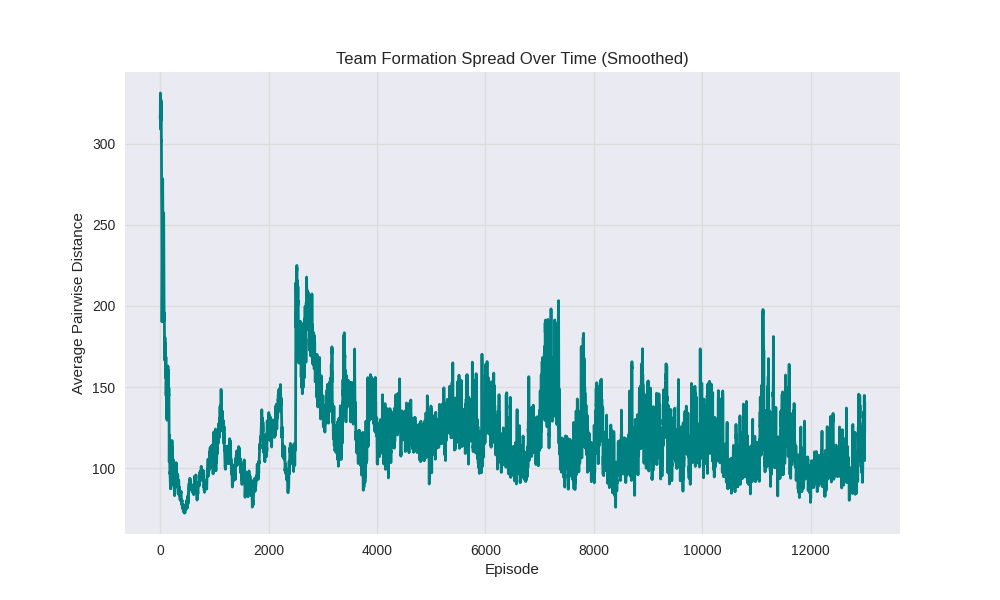 Team Formation Spread Over Time (Smoothed)
Average Pairwise Distance
300
250
200
150
100
0 2000 4000 6000 8000 10000 12000
Episode